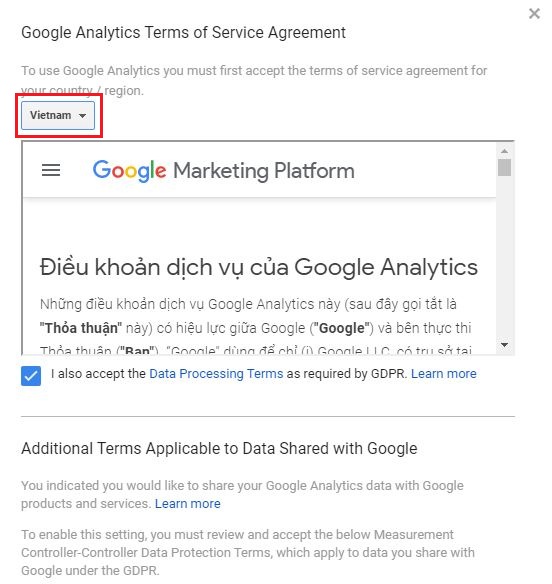 Google Analytics Terms of Service Agreement
To use Google Analytics you must first accept the terms of service agreement for
your country / region.
Vietnam
Google Marketing Platform
Điều khoản dịch vụ của Google Analytics
Những điều khoản dịch vụ Google Analytics này (sau đây gọi tắt là
"Thỏa thuận" này) có hiệu lực giữa Google ("Google") và bên thực thi
Thỏa thuận ("Bạn"). "Google" dùng để chỉ (i) Google LLC, có trụ sở tại
I also accept the Data Processing Terms as required by GDPR. Learn more
Additional Terms Applicable to Data Shared with Google
You indicated you would like to share your Google Analytics data with Google
products and services. Learn more
To enable this setting, you must review and accept the below Measurement
Controller-Controller Data Protection Terms, which apply to data you share with
Google under the GDPR.